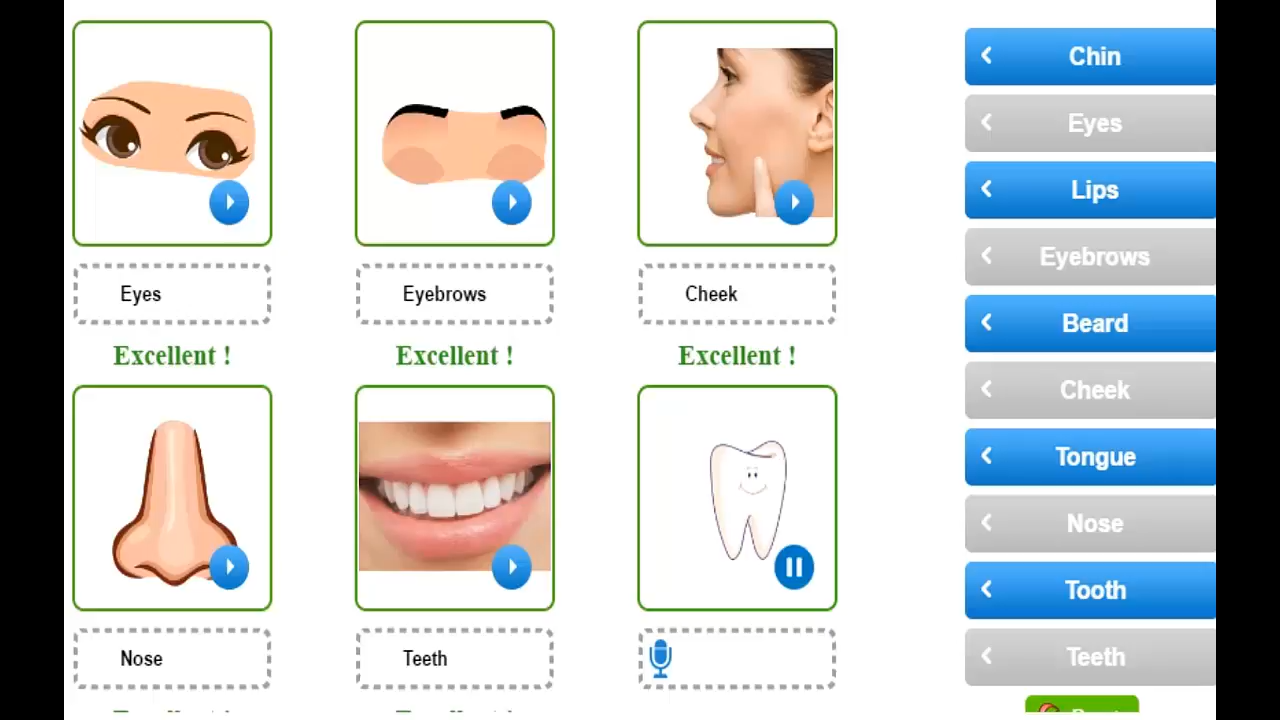 Eyes
Eyebrows
Cheek
Excellent !
Excellent !
Excellent !
Nose
Teeth
Chin
Eyes
Lips
Eyebrows
Beard
Cheek
Tongue
Nose
Tooth
Teeth